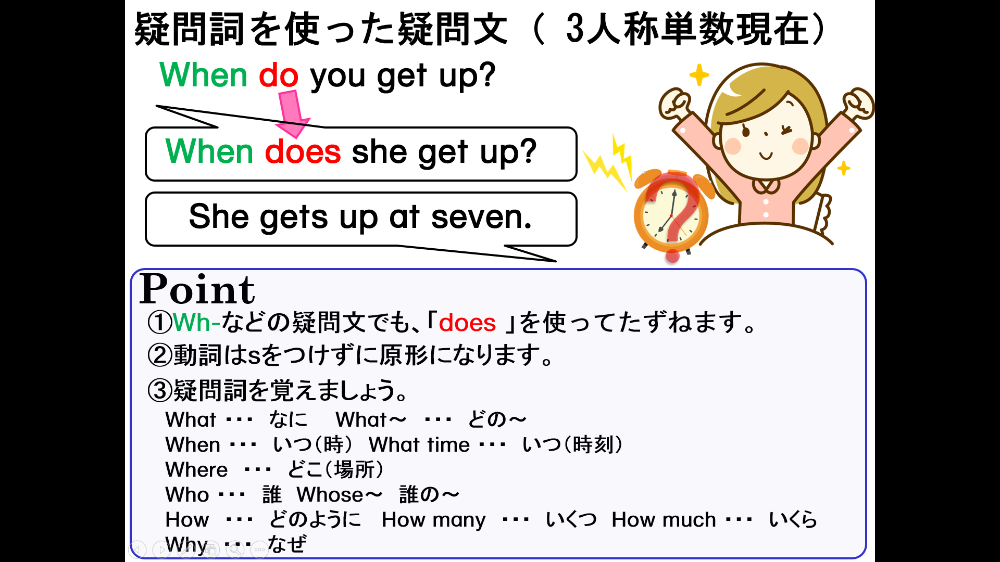 疑問詞を使った疑問文（ 3人称単数現在）
When do you get up?
When does she get up?
She gets up at seven.
Point
①Wh-などの疑問文でも、「does 」を使ってたずねます。
②動詞はsをつけずに原形になります。
③疑問詞を覚えましょう。
What ･･･ なに What～ ･･･ どの～
When ･･･ いつ（時） What time ･･･ いつ（時刻）
Where ･･･ どこ（場所）
Who ･･･ 誰 Whose～ 誰の～
How ･･･ どのように How many ･･･ いくつ How much ･･･ いくら
Why ･･･ なぜ